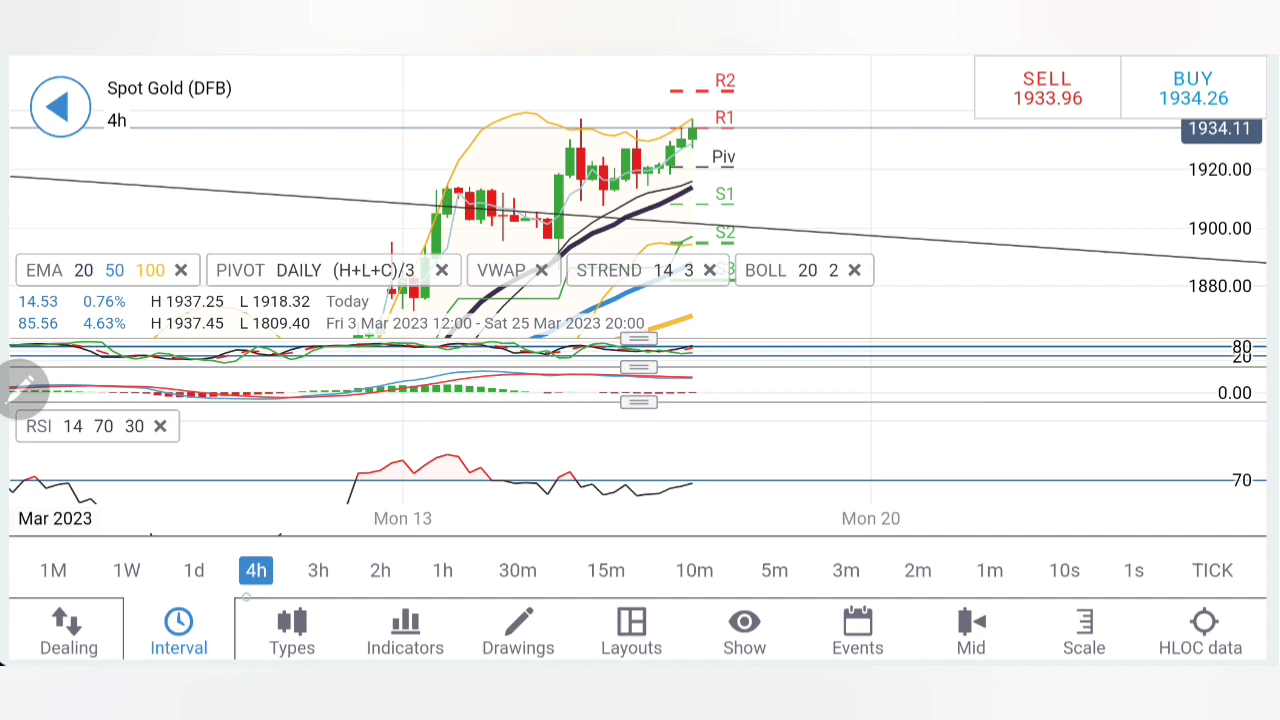 Spot Gold (DFB)
4h
SELL
1933.96
BUY
1934.26
R2
R1
Piv
S1
S2
S3
1934.11
1920.00
1900.00
1880.00
EMA 20 50 100
PIVOT DAILY (H+L+C)/3
VWAP
STREND 14 3
BOLL 20 2
14.53 0.76% H 1937.25 L 1918.32 Today
85.56 4.63% H 1937.45 L 1809.40 Fri 3 Mar 2023 12:00 - Sat 25 Mar 2023 20:00
80
20
0.00
RSI 14 70 30
70
Mar 2023 Mon 13 Mon 20
1M 1W 1d 4h 3h 2h 1h 30m 15m 10m 5m 3m 2m 1m 10s 1s TICK
Dealing Interval Types Indicators Drawings Layouts Show Events Mid Scale HLOC data